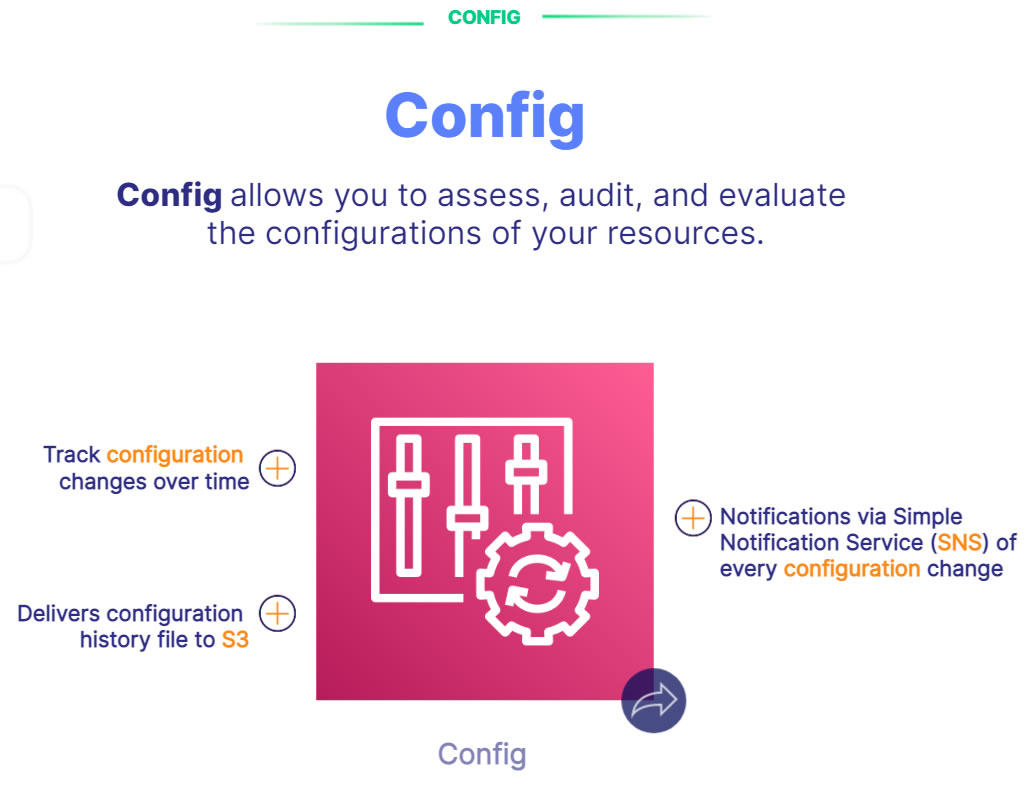 CONFIG
Config
Config allows you to assess, audit, and evaluate
the configurations of your resources.
Track configuration
changes over time
Delivers configuration
history file to S3
Notifications via Simple
Notification Service (SNS) of
every configuration change
Config